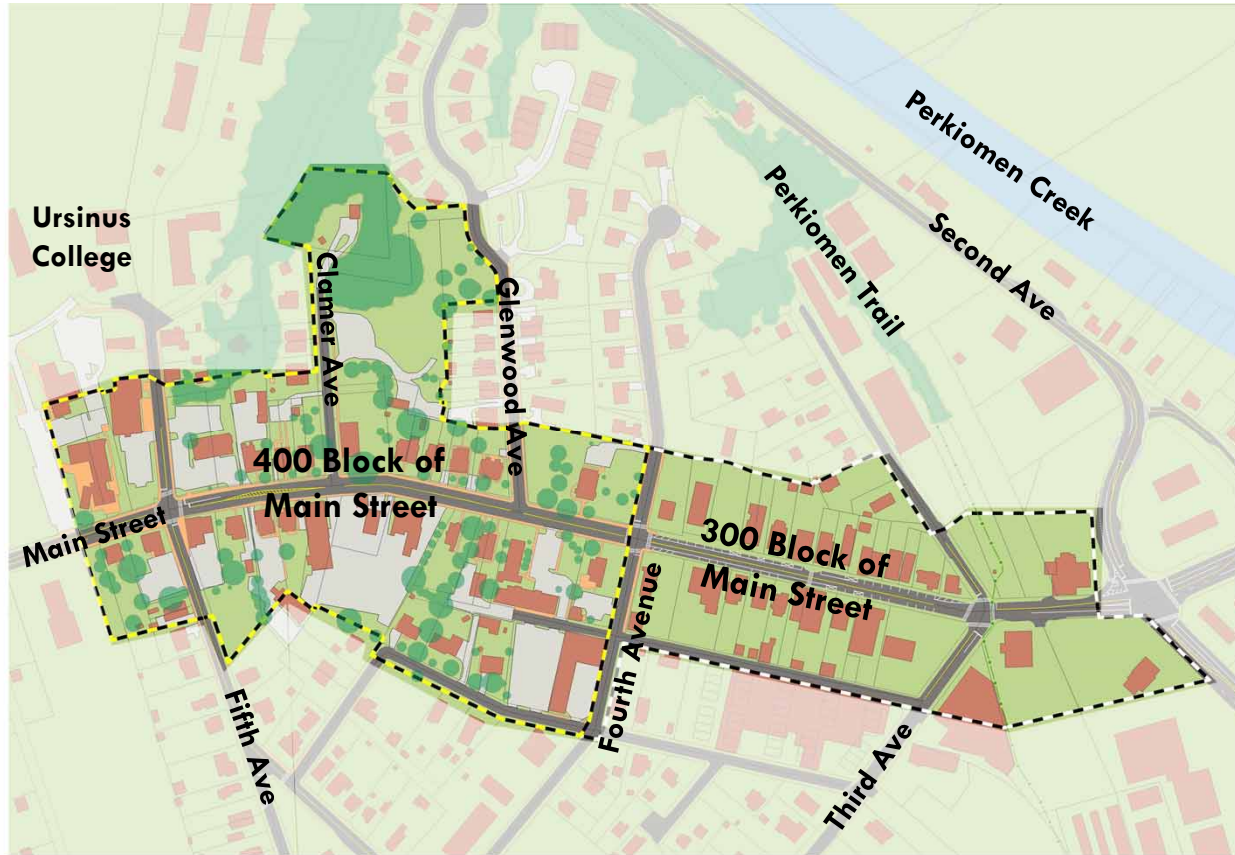 Perkiomen Creek
Perkiomen Trail
Second Ave
Ursinus
College
Clamer Ave
Glenwood Ave
400 Block of
Main Street
Main Street
300 Block of
Main Street
Fourth Avenue
Fifth Ave
Third Ave